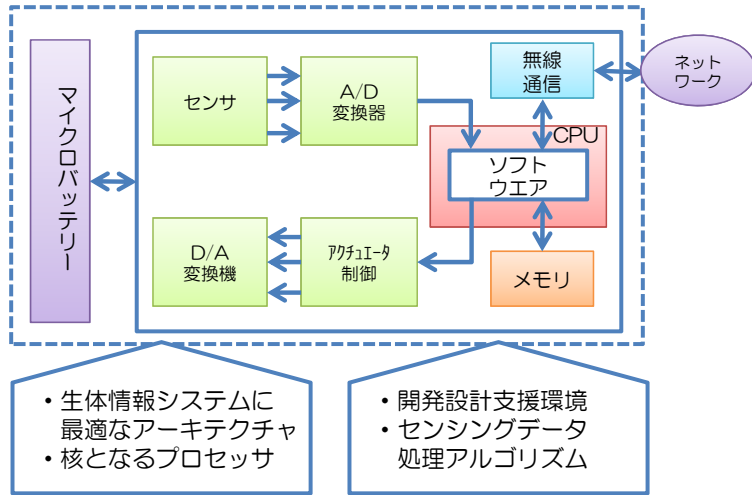 マイクロバッテリー
センサ
A/D
変換器
無線
通信
ネット
ワーク
CPU
ソフト
ウエア
D/A
変換機
ｱｸﾁｭｴｰﾀ
制御
メモリ
・生体情報システムに
最適なアーキテクチャ
・核となるプロセッサ
・開発設計支援環境
・センシングデータ
処理アルゴリズム